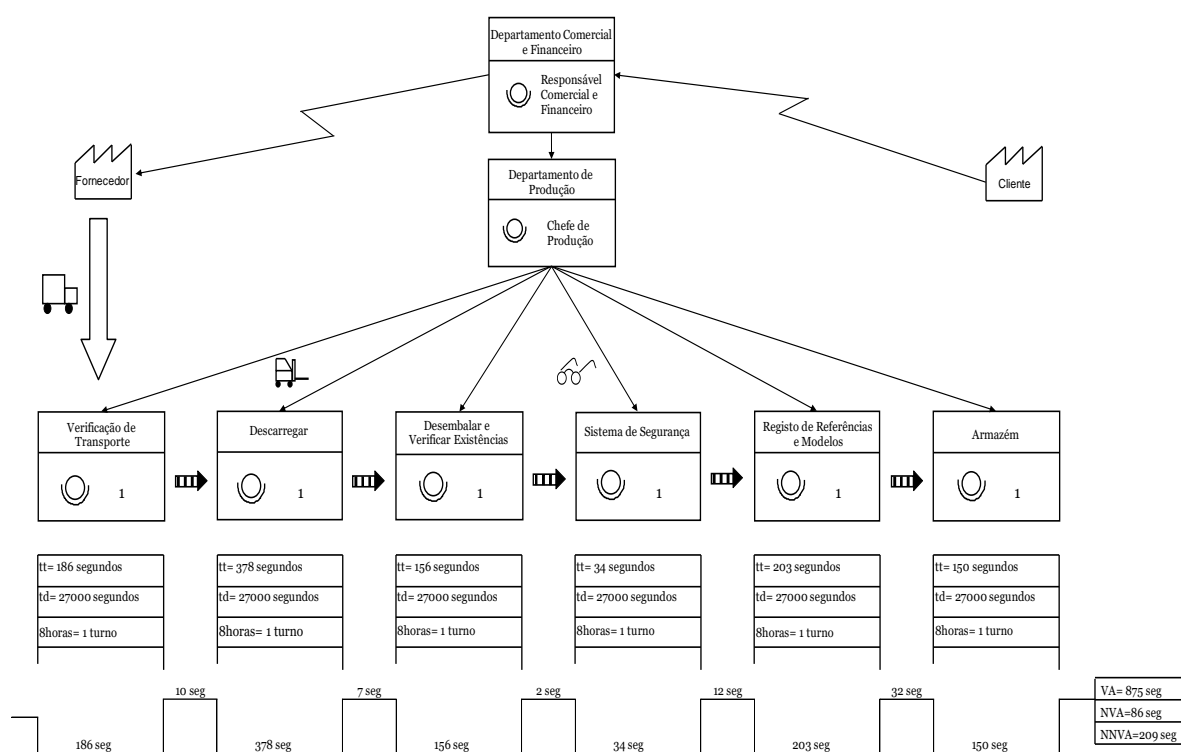 Departamento Comercial
e Financeiro
Responsável
Comercial e
Financeiro
Fornecedor
Cliente
Departamento de
Produção
Chefe de
Produção
Verificação de
Transporte
1
Descarregar
1
Desembalar e
Verificar Existências
1
Sistema de Segurança
1
Registo de Referências
e Modelos
1
Armazém
1
tt= 186 segundos
td= 27000 segundos
8horas= 1 turno
tt= 378 segundos
td= 27000 segundos
8horas= 1 turno
tt= 156 segundos
td= 27000 segundos
8horas= 1 turno
tt= 34 segundos
td= 27000 segundos
8horas= 1 turno
tt= 203 segundos
td= 27000 segundos
8horas= 1 turno
tt= 150 segundos
td= 27000 segundos
8horas= 1 turno
10 seg
7 seg
2 seg
12 seg
32 seg
186 seg
378 seg
156 seg
34 seg
203 seg
150 seg
VA= 875 seg
NVA=86 seg
NNVA=209 seg